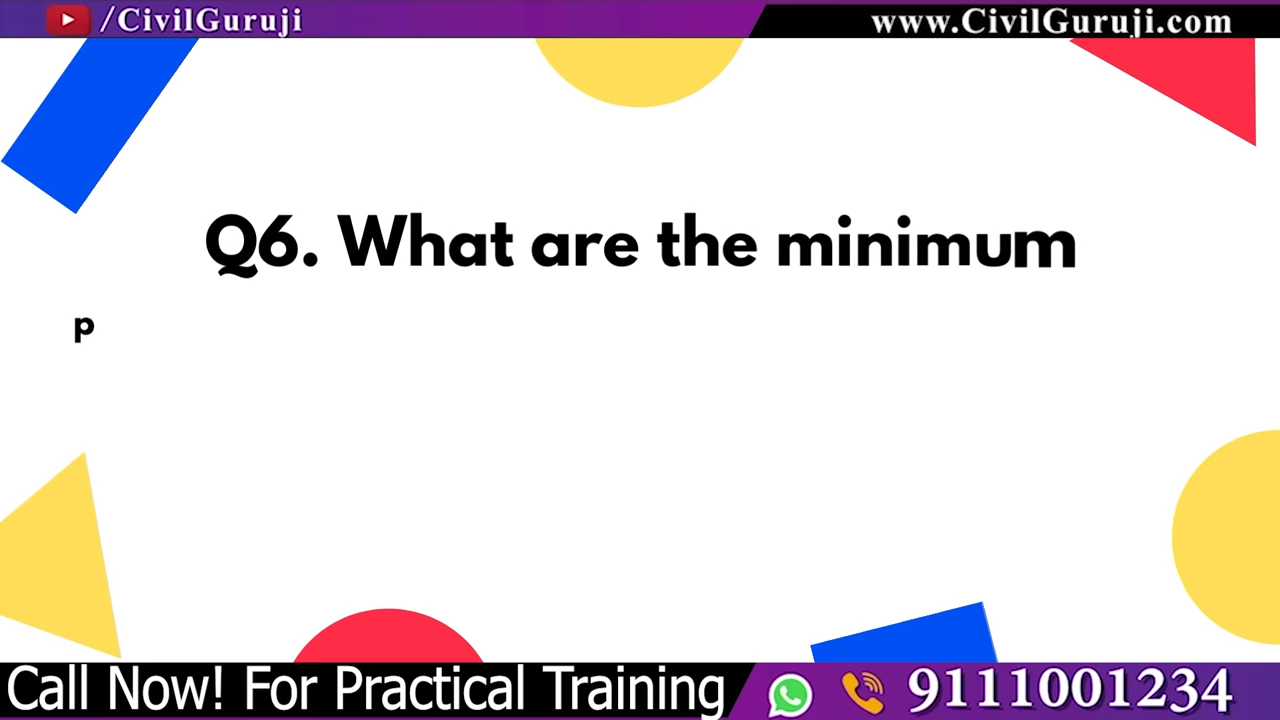 /CivilGuruji
www.CivilGuruji.com
Q6. What are the minimum
p
Call Now! For Practical Training
9111001234